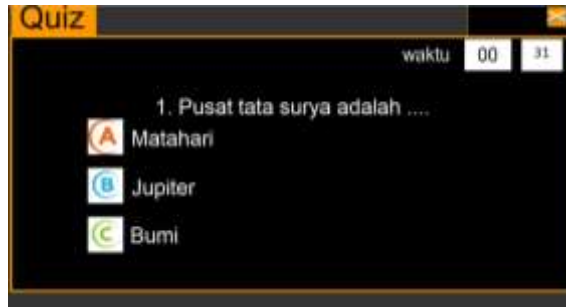 Quiz
waktu 00 31
1. Pusat tata surya adalah ....
A Matahari
B Jupiter
C Bumi